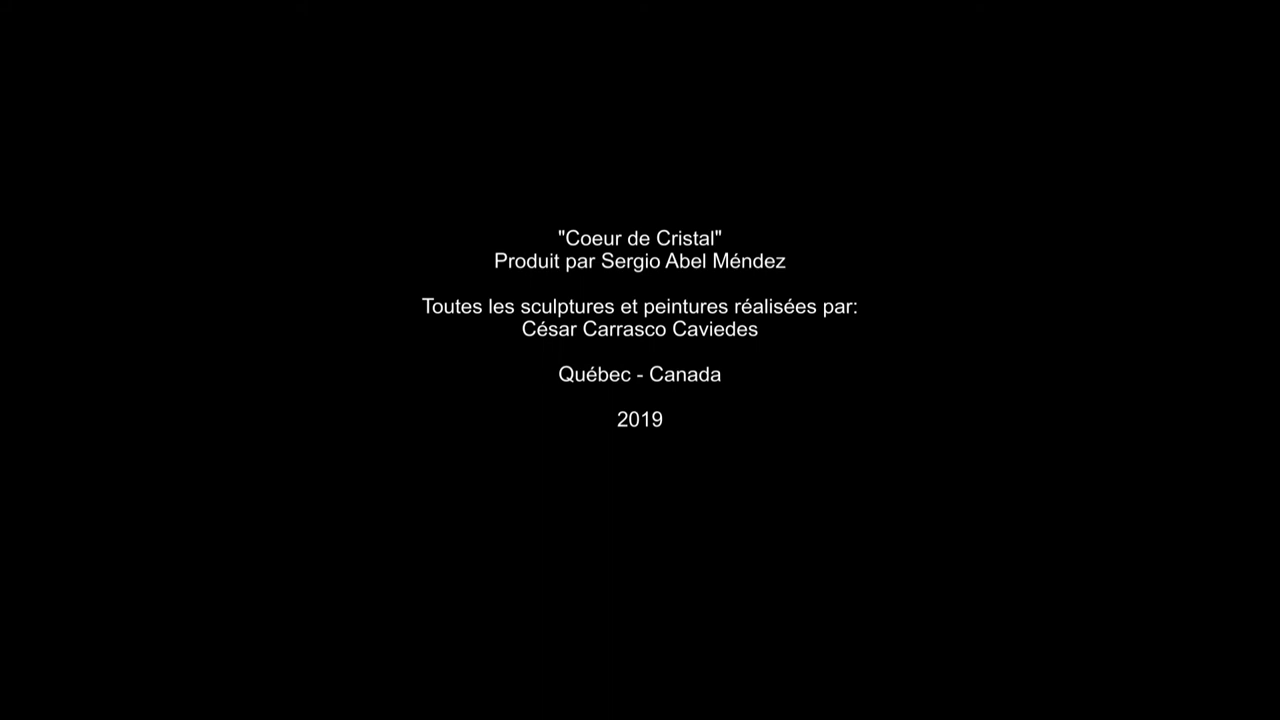 "Coeur de Cristal"
Produit par Sergio Abel Méndez
Toutes les sculptures et peintures réalisées par:
César Carrasco Caviedes
Québec - Canada
2019